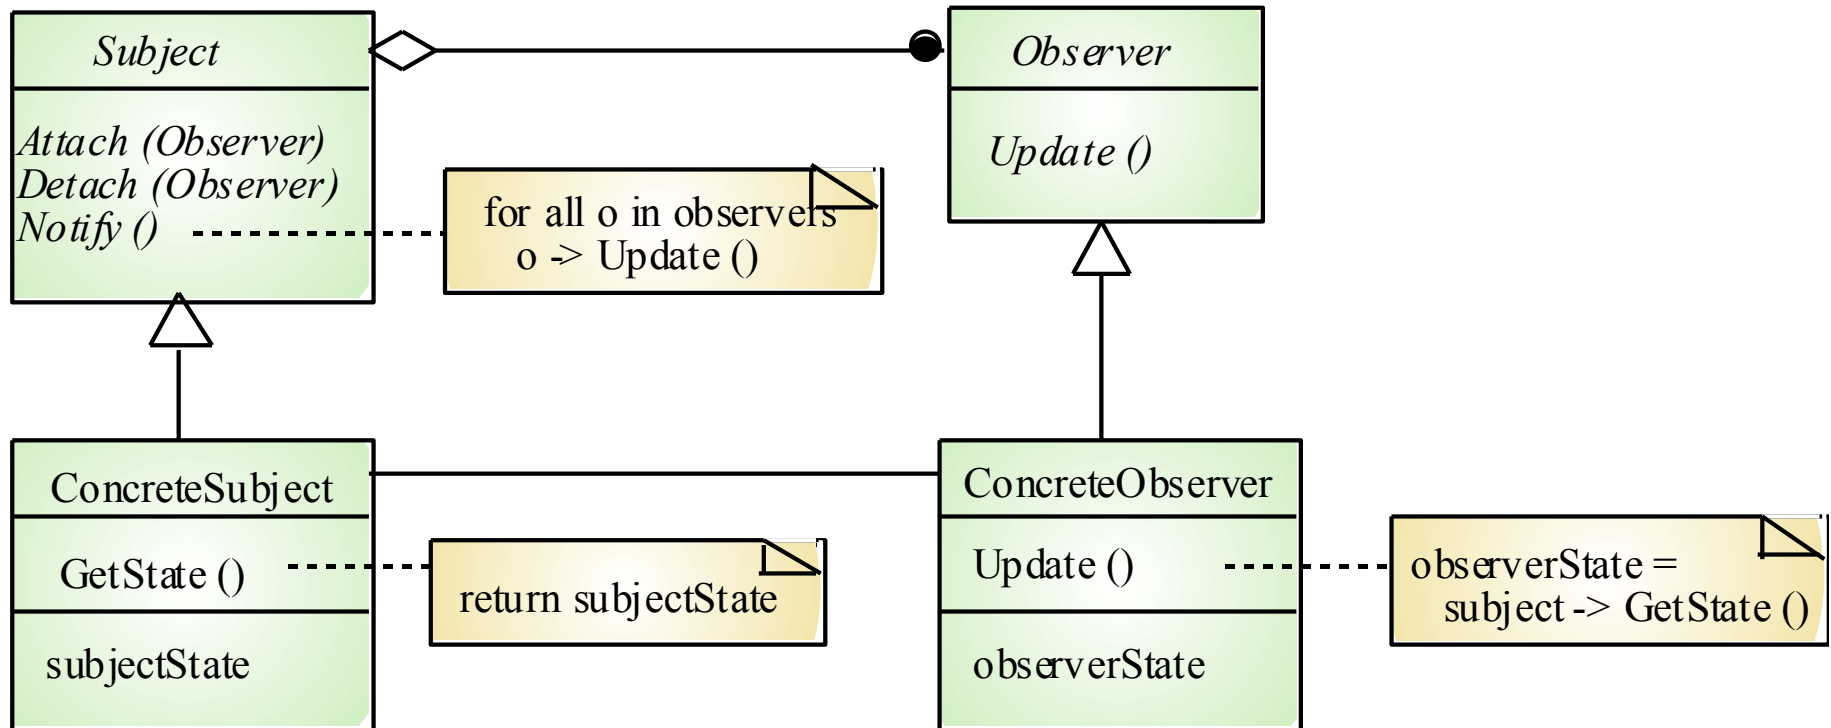 Subject
Attach (Observer)
Detach (Observer)
Notify ()
for all o in observers
o -> Update ()
Observer
Update ()
ConcreteSubject
GetState ()
subjectState
return subjectState
ConcreteObserver
Update ()
observerState
observerState =
subject -> GetState ()